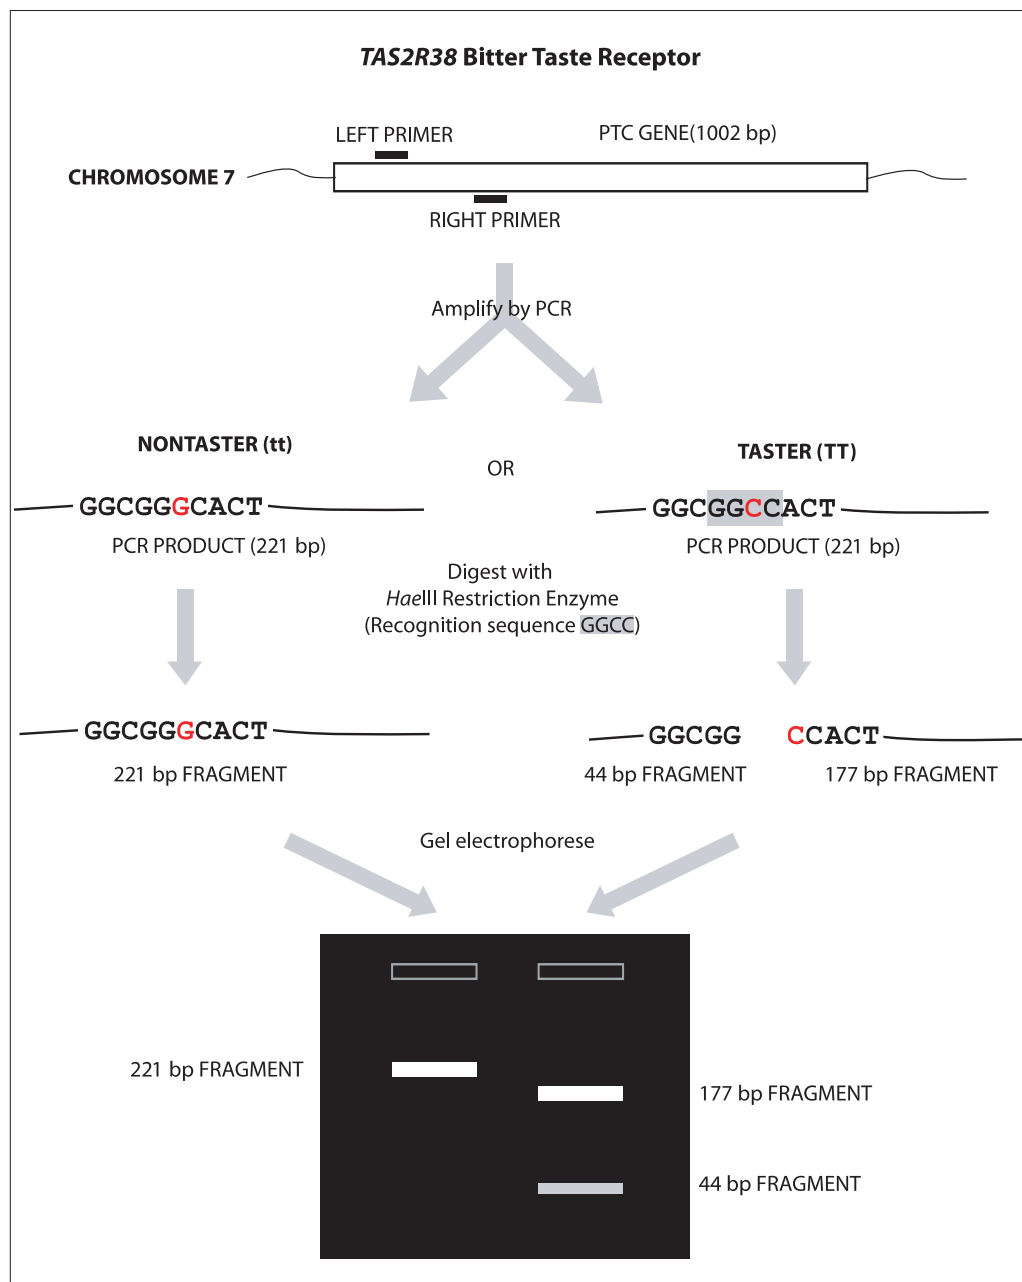 TAS2R38 Bitter Taste Receptor
LEFT PRIMER
PTC GENE(1002 bp)
CHROMOSOME 7
RIGHT PRIMER
Amplify by PCR
NONTASTER (tt)
OR
TASTER (TT)
GGCGGGCACT
GGCGGCCACT
PCR PRODUCT (221 bp)
PCR PRODUCT (221 bp)
Digest with
HaeIII Restriction Enzyme
(Recognition sequence GGCC)
GGCGGGCACT
GGCGG
CCACT
221 bp FRAGMENT
44 bp FRAGMENT
177 bp FRAGMENT
Gel electrophorese
221 bp FRAGMENT
177 bp FRAGMENT
44 bp FRAGMENT